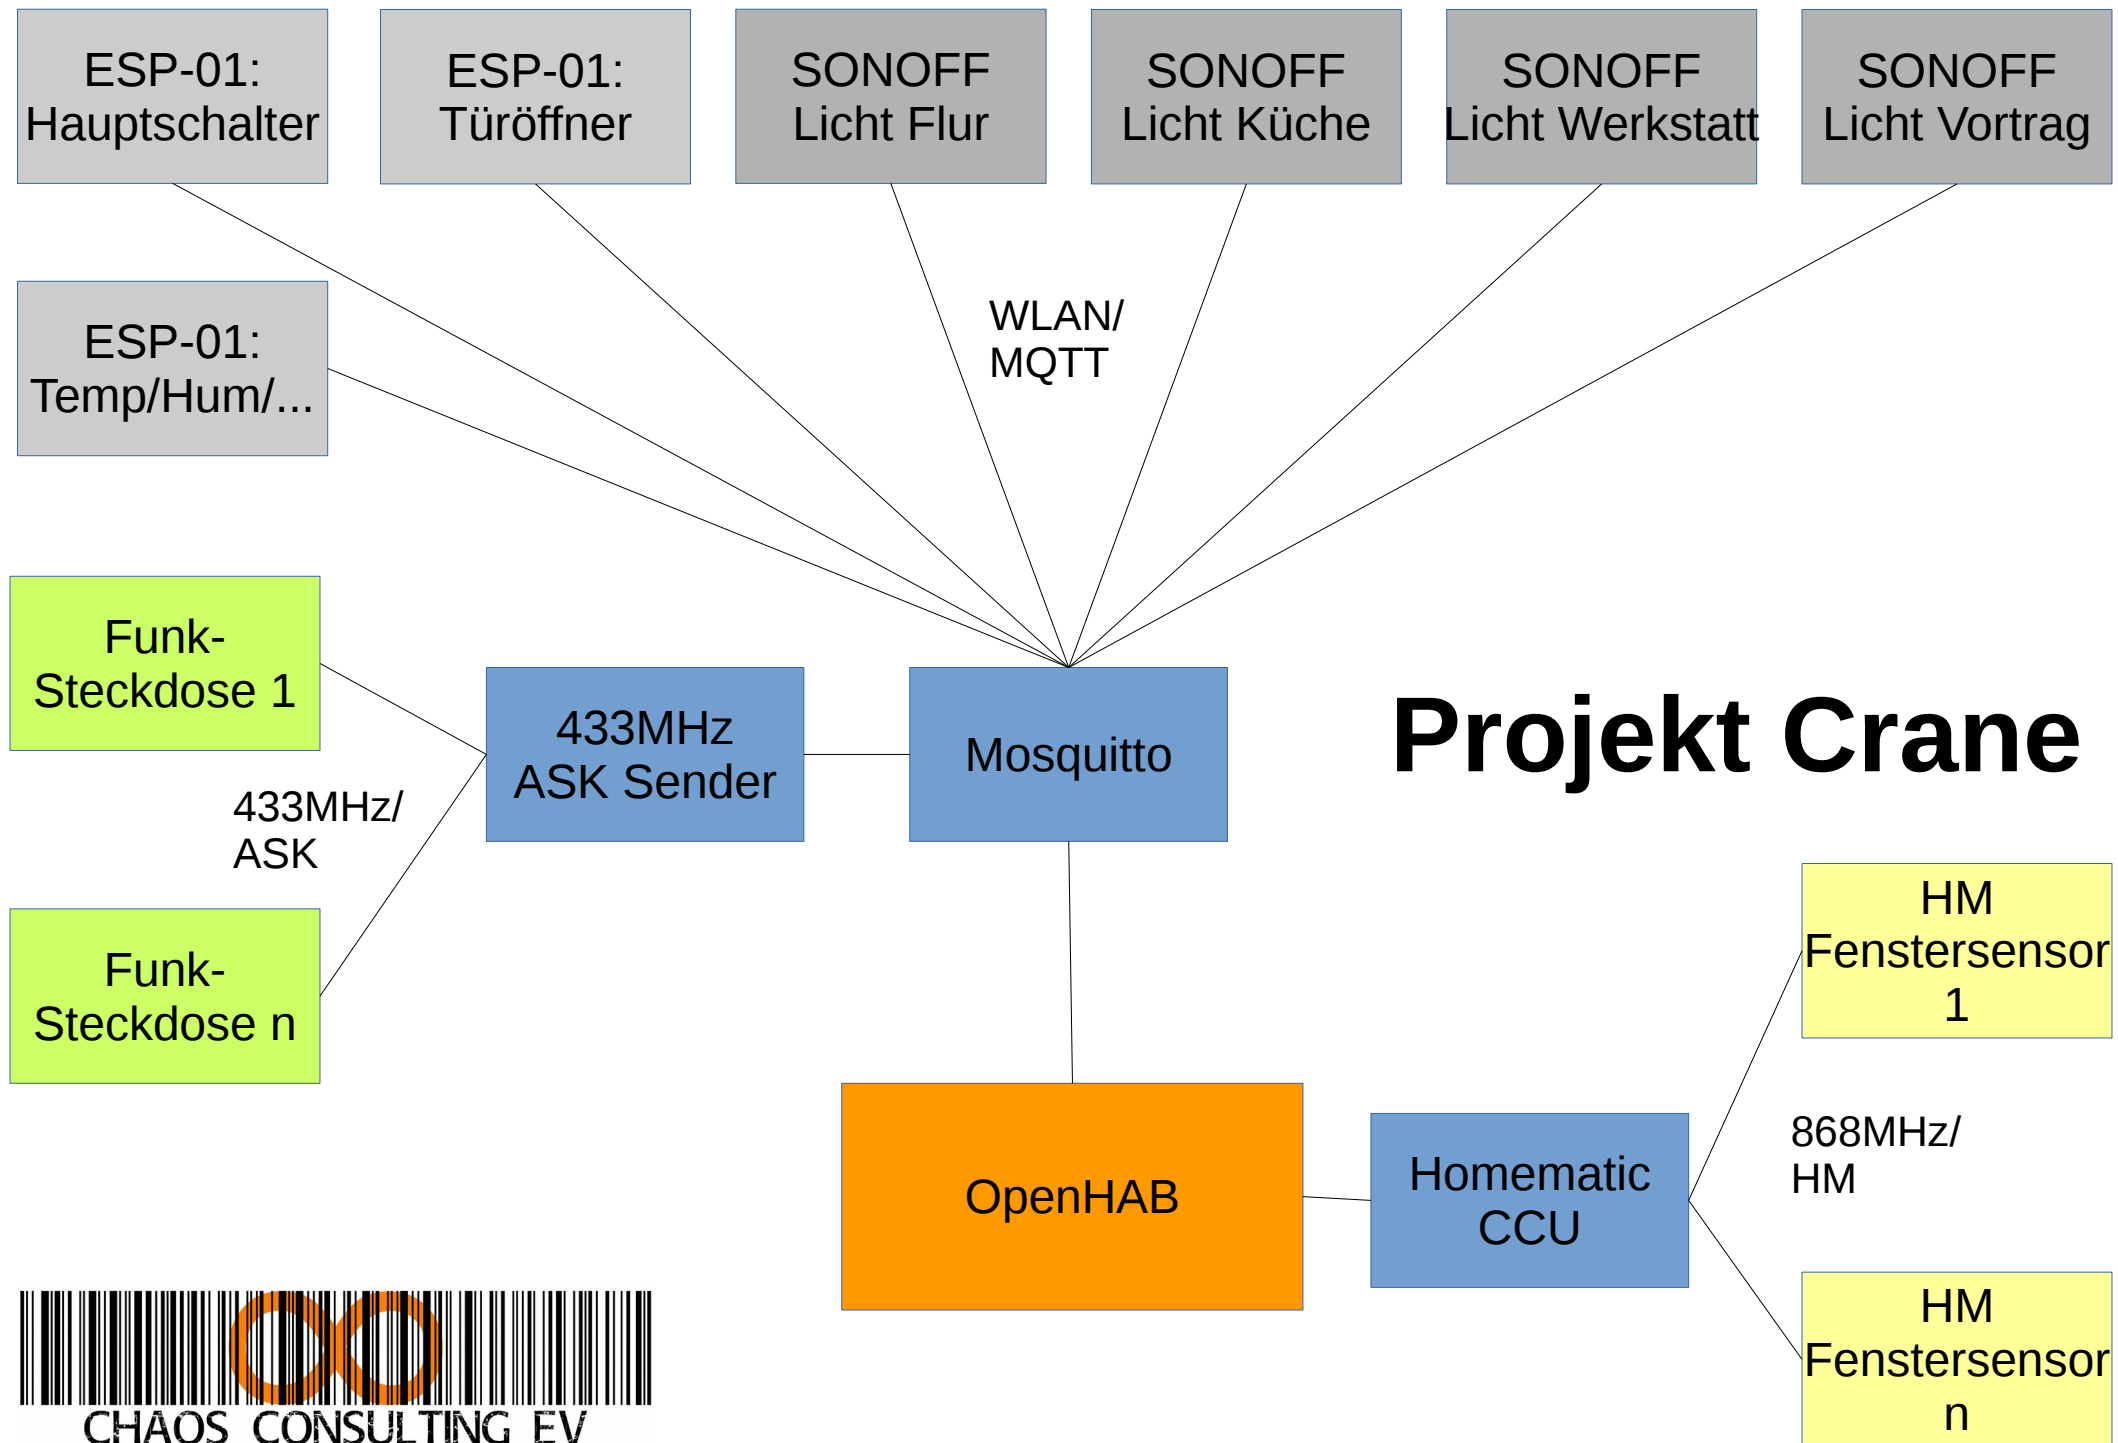 ESP-01:
Hauptschalter
ESP-01:
Türöffner
SONOFF
Licht Flur
SONOFF
Licht Küche
SONOFF
Licht Werkstatt
SONOFF
Licht Vortrag
WLAN/
MQTT
ESP-01:
Temp/Hum/...
Funk-
Steckdose 1
433MHz
ASK Sender
Mosquitto
Projekt Crane
433MHz/
ASK
Funk-
Steckdose n
HM
Fenstersensor
1
OpenHAB
Homematic
CCU
868MHz/
HM
HM
Fenstersensor
n
CHAOS CONSULTING EV